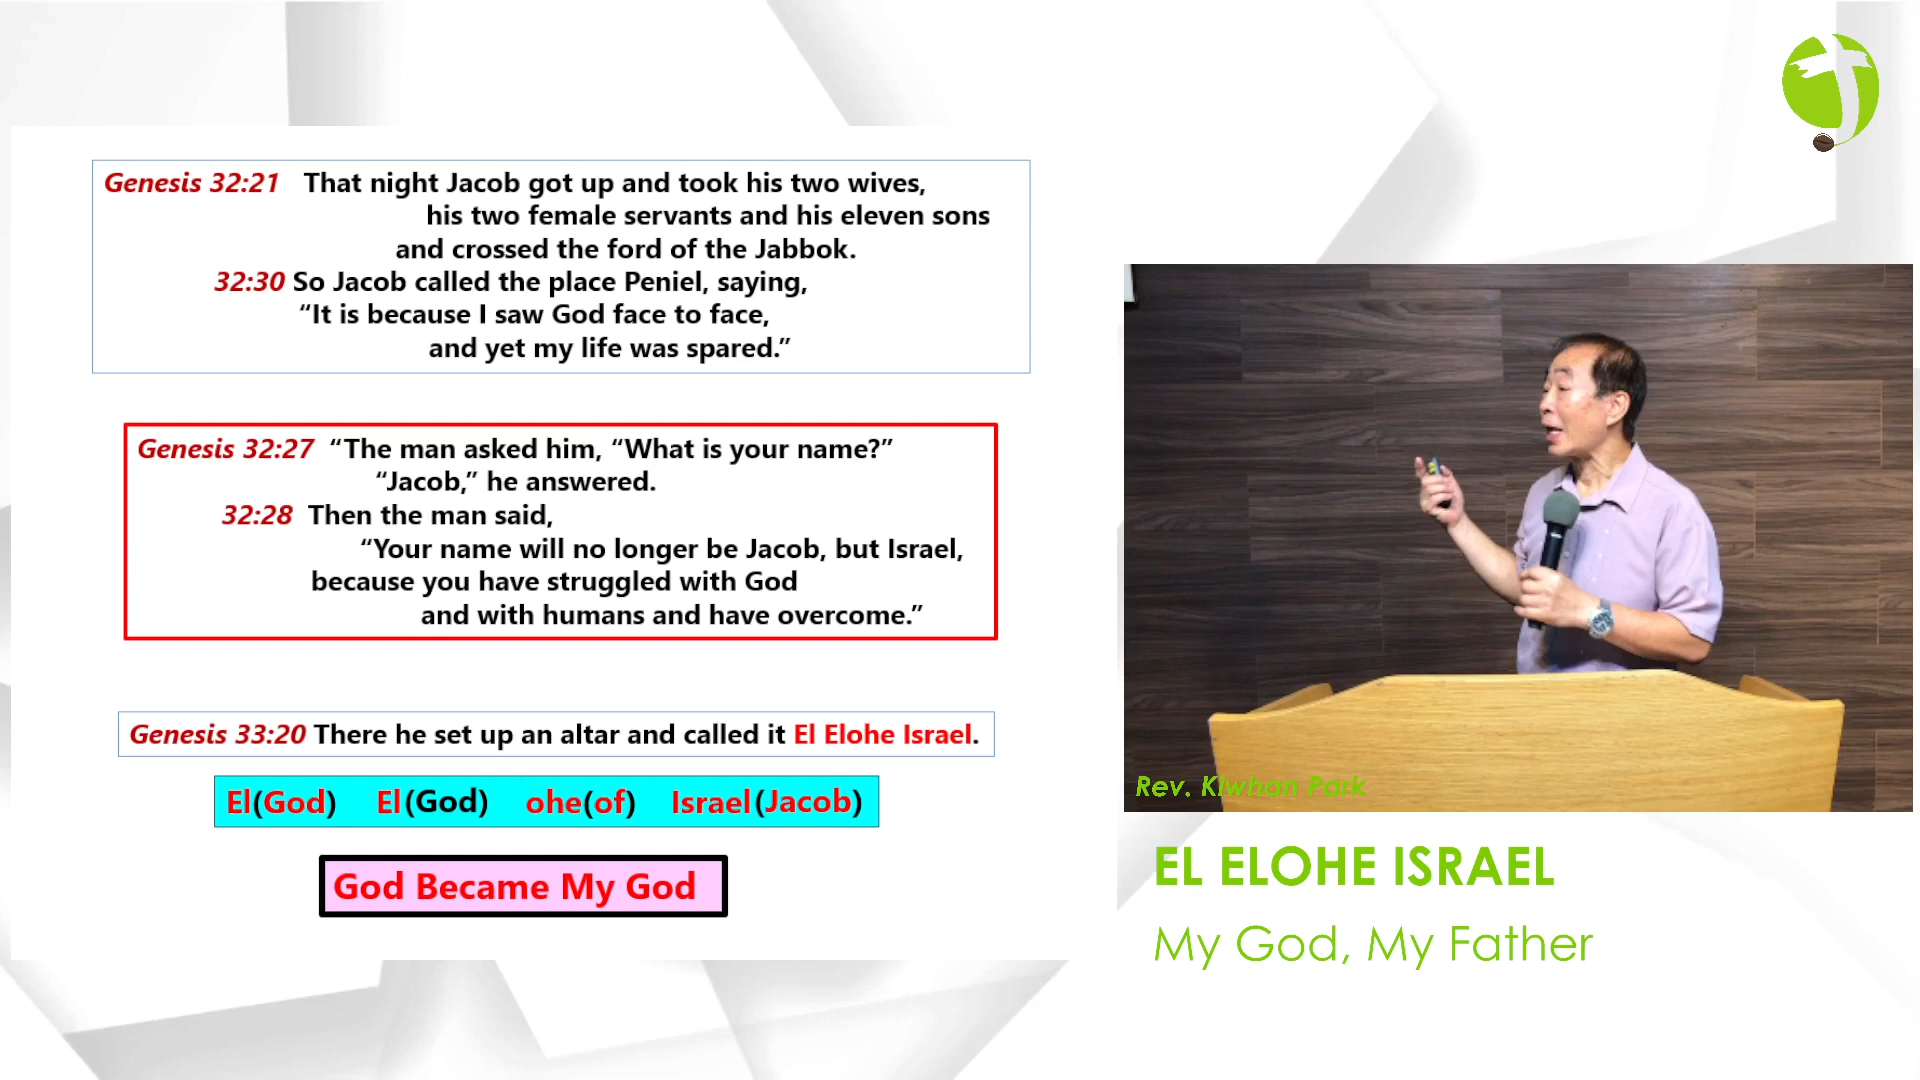 Genesis 32:21 That night Jacob got up and took his two wives,
his two female servants and his eleven sons
and crossed the ford of the Jabbok.
32:30 So Jacob called the place Peniel, saying,
“It is because I saw God face to face,
and yet my life was spared.”
Genesis 32:27 “The man asked him, “What is your name?”
“Jacob,” he answered.
32:28 Then the man said,
“Your name will no longer be Jacob, but Israel,
because you have struggled with God
and with humans and have overcome.”
Genesis 33:20 There he set up an altar and called it El Elohe Israel.
El(God) El(God) ohe(of) Israel(Jacob)
God Became My God
Rev. Kiwhan Park
EL ELOHE ISRAEL
My God, My Father